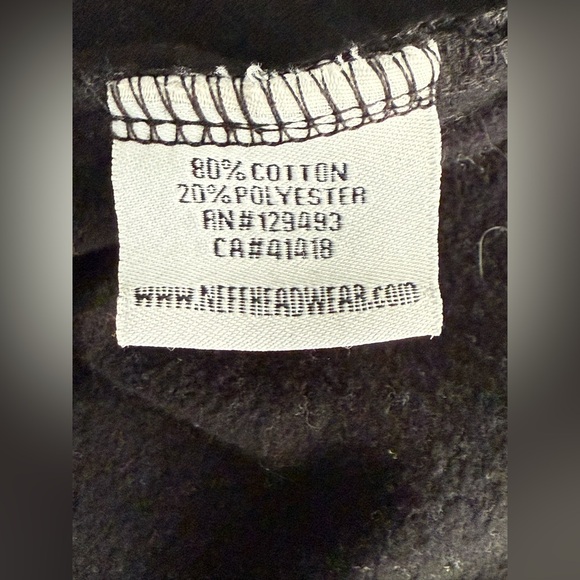 80% COTTON
20% POLYESTER
RN#129493
CA#41418
www.NEFFHEADWEAR.com